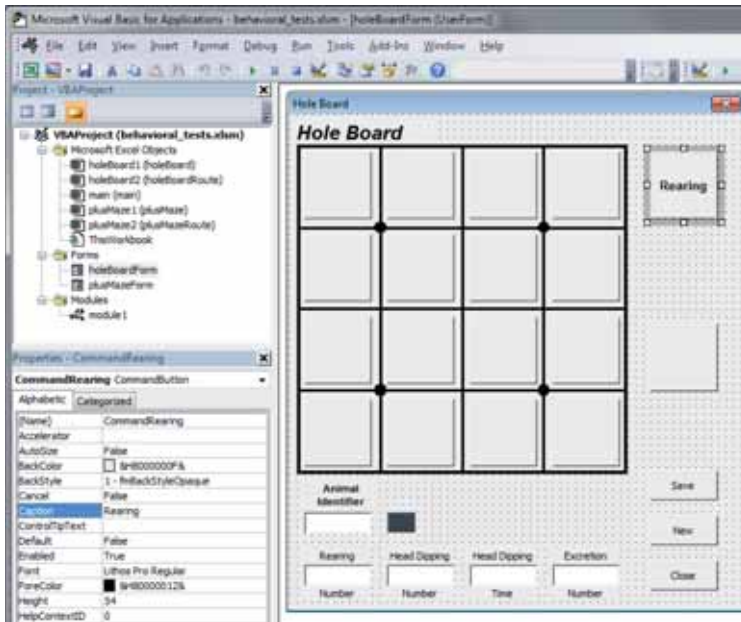 Microsoft Visual Basic for Applications - behavioral_tests.xlsm - [holeBoardForm (UserForm)]
File Edit View Insert Format Debug Run Tools Add-Ins Window Help
Project - VBAProject
VBAProject (behavioral_tests.xlsm)
Microsoft Excel Objects
holeBoard1 (holeBoard)
holeBoard2 (holeBoardRoute)
main (main)
plusMaze1 (plusMaze)
plusMaze2 (plusMazeRoute)
ThisWorkbook
Forms
holeBoardForm
plusMazeForm
Modules
module1
Properties - CommandRearing
CommandRearing CommandButton
Alphabetic Categorized
(Name) CommandRearing
Accelerator
AutoSize False
BackColor &H8000000F&
BackStyle 1 - fmBackStyleOpaque
Cancel False
Caption Rearing
ControlTipText
Default False
Enabled True
Font Lithos Pro Regular
ForeColor &H80000012&
Height 54
HelpContextID 0
Hole Board
Hole Board
Rearing
Animal
Identifier
Save
New
Close
Rearing Head Dipping Head Dipping Excretion
Number Number Time Number